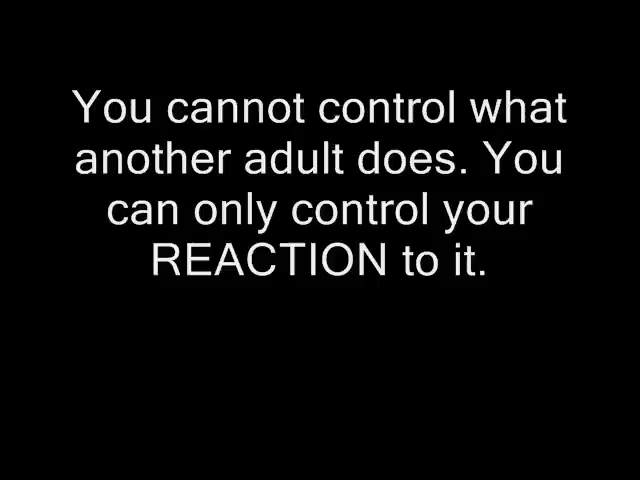 You cannot control what
another adult does. You
can only control your
REACTION to it.